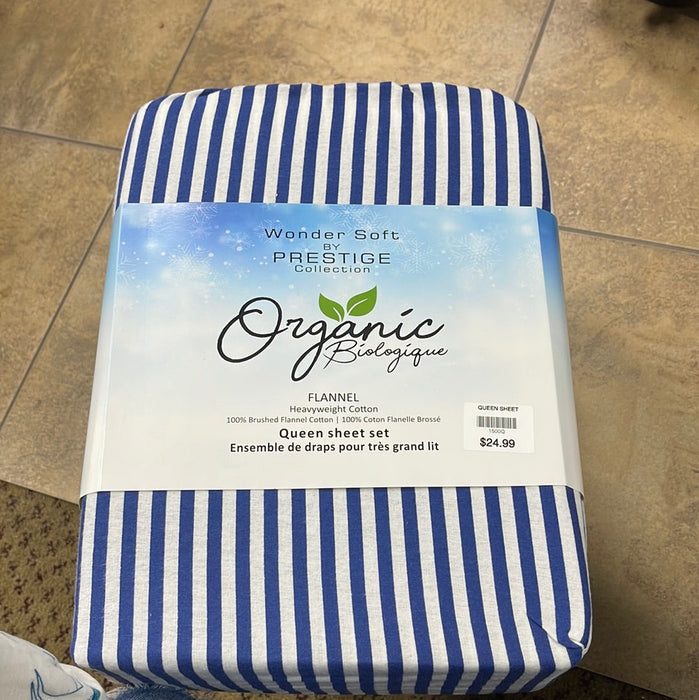 Wonder Soft
BY
PRESTIGE
Collection
Organic
Biologique
FLANNEL
Heavyweight Cotton
100% Brushed Flannel Cotton | 100% Coton Flanelle Brossé
Queen sheet set
Ensemble de draps pour très grand lit
QUEEN SHEET
1500Q
$24.99